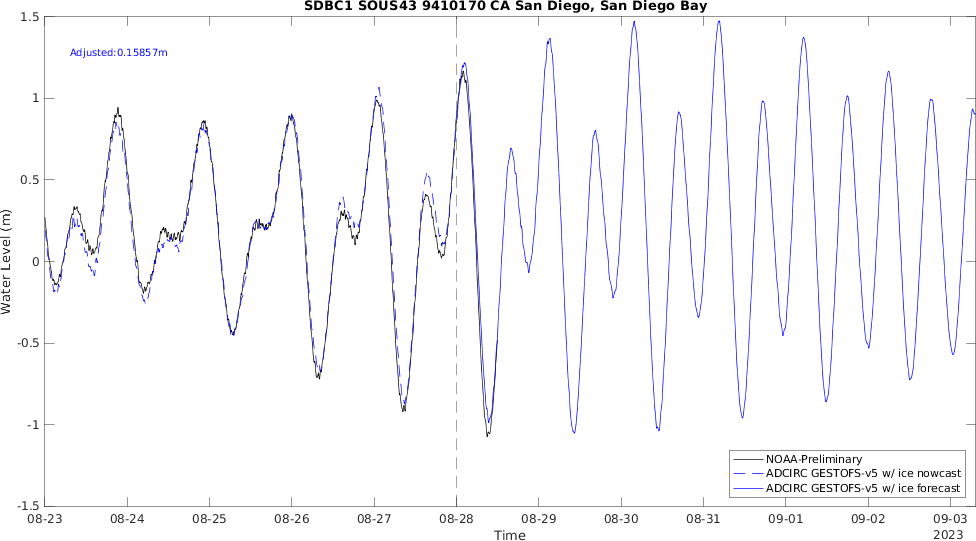 SDBC1 SOUS43 9410170 CA San Diego, San Diego Bay
1.5
Adjusted:0.15857m
1
0.5
0
-0.5
-1
-1.5
Water Level (m)
NOAA-Preliminary
ADCIRC GESTOFS-v5 w/ ice nowcast
ADCIRC GESTOFS-v5 w/ ice forecast
08-23 08-24 08-25 08-26 08-27 08-28 08-29 08-30 08-31 09-01 09-02 09-03
2023
Time